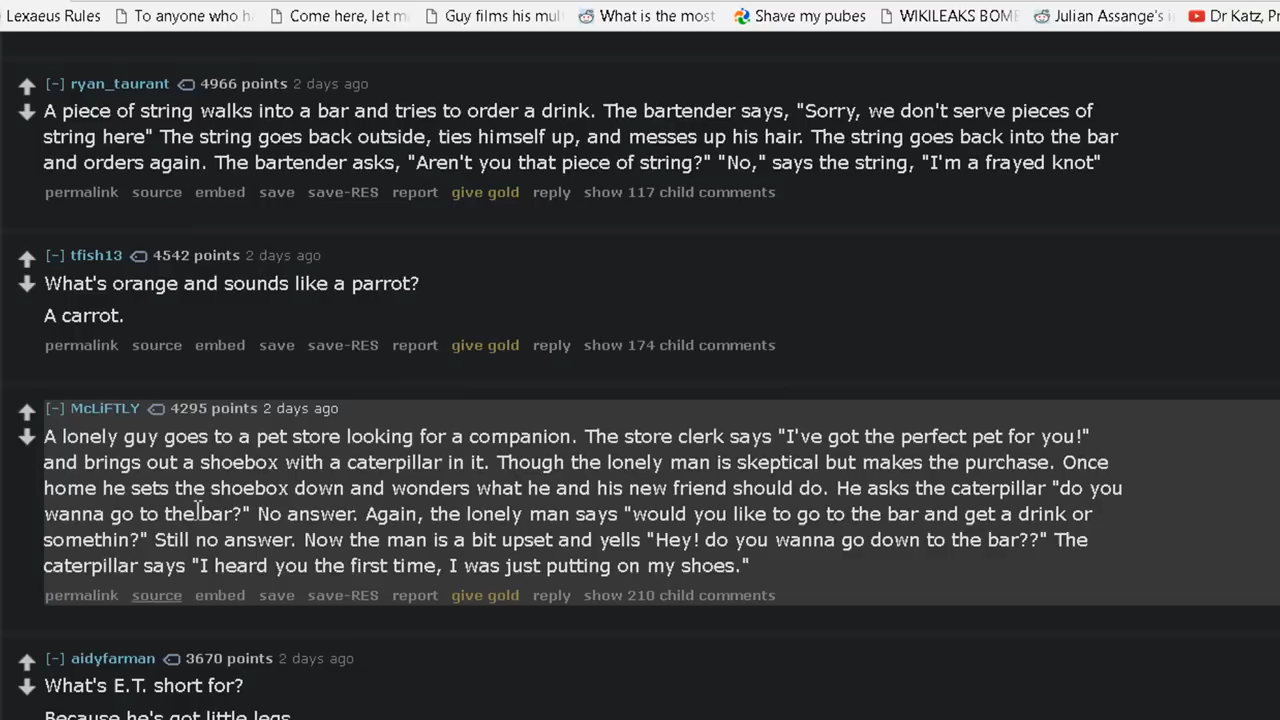 Lexaeus Rules To anyone who ha Come here, let m Guy films his mul What is the most Shave my pubes WIKILEAKS BOMB Julian Assange's i Dr Katz, Pr
[-] ryan_taurant 4966 points 2 days ago
A piece of string walks into a bar and tries to order a drink. The bartender says, "Sorry, we don't serve pieces of
string here" The string goes back outside, ties himself up, and messes up his hair. The string goes back into the bar
and orders again. The bartender asks, "Aren't you that piece of string?" "No," says the string, "I'm a frayed knot"
permalink source embed save save-RES report give gold reply show 117 child comments
[-] tfish13 4542 points 2 days ago
What's orange and sounds like a parrot?
A carrot.
permalink source embed save save-RES report give gold reply show 174 child comments
[-] McLiFTLY 4295 points 2 days ago
A lonely guy goes to a pet store looking for a companion. The store clerk says "I've got the perfect pet for you!"
and brings out a shoebox with a caterpillar in it. Though the lonely man is skeptical but makes the purchase. Once
home he sets the shoebox down and wonders what he and his new friend should do. He asks the caterpillar "do you
wanna go to the bar?" No answer. Again, the lonely man says "would you like to go to the bar and get a drink or
somethin?" Still no answer. Now the man is a bit upset and yells "Hey! do you wanna go down to the bar??" The
caterpillar says "I heard you the first time, I was just putting on my shoes."
permalink source embed save save-RES report give gold reply show 210 child comments
[-] aidyfarman 3670 points 2 days ago
What's E.T. short for?
Because he's got little legs